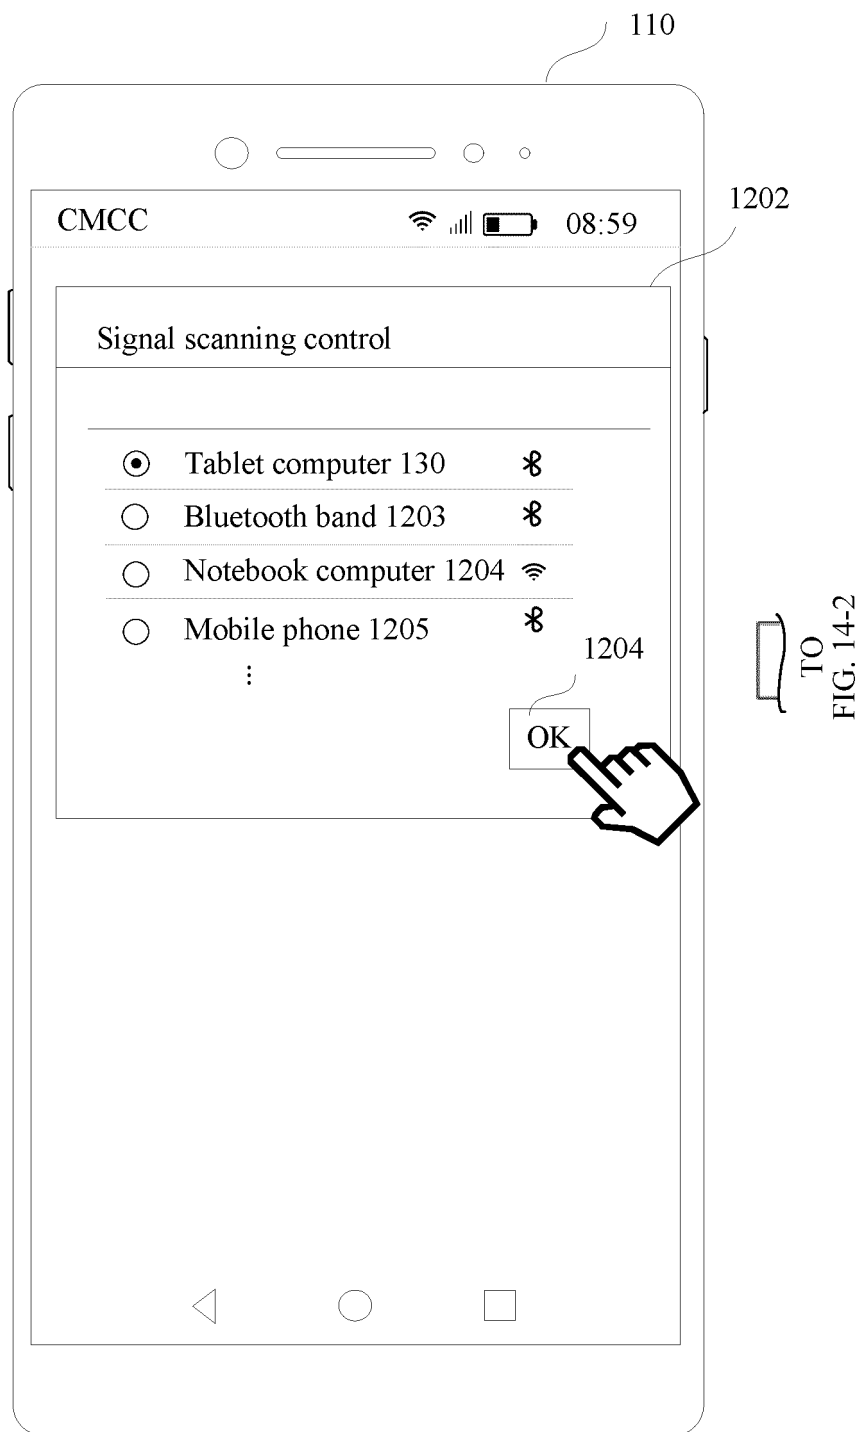 110
CMCC 08:59
1202
Signal scanning control
Tablet computer 130
Bluetooth band 1203
Notebook computer 1204
Mobile phone 1205
⋮
1204
OK
TO
FIG. 14-2